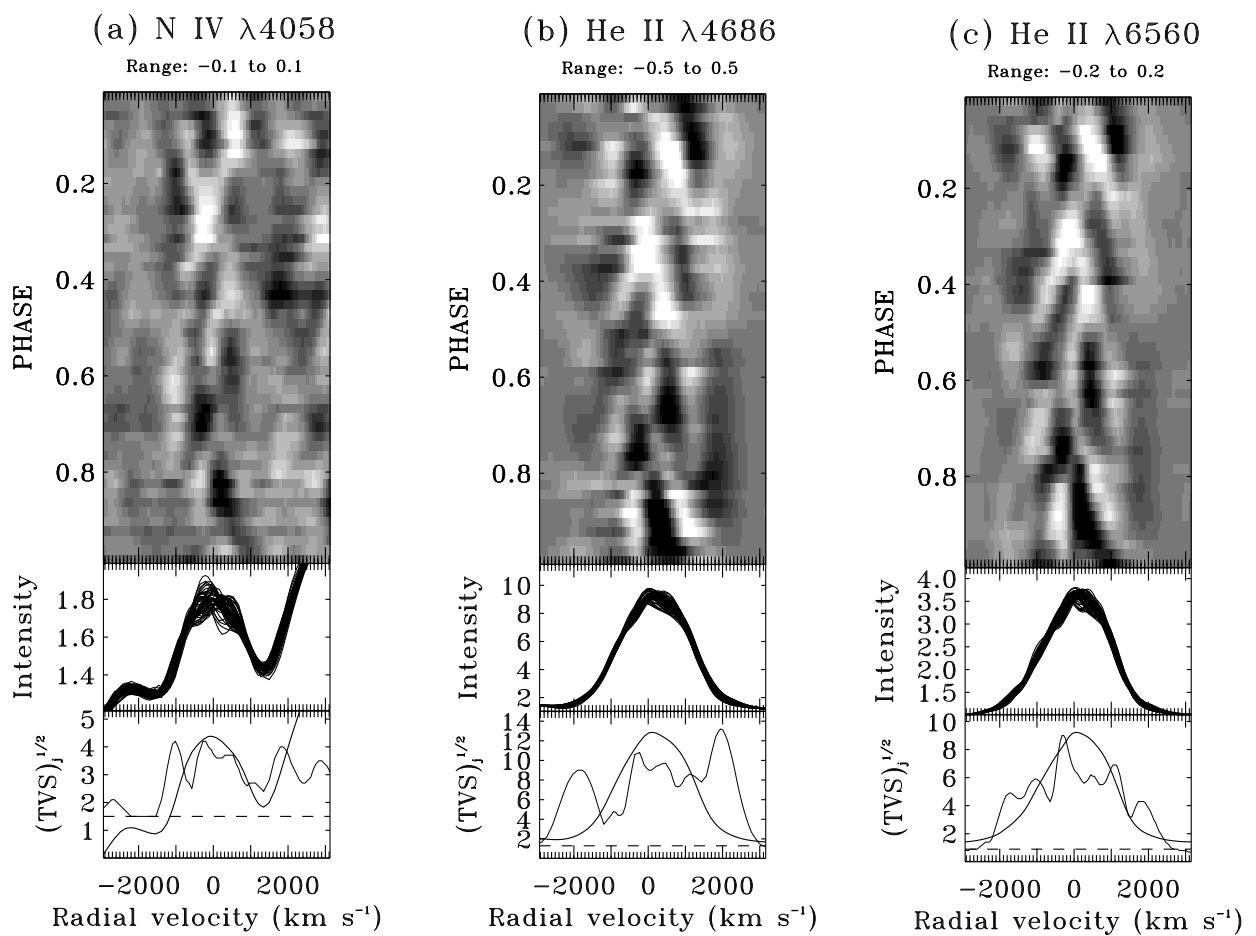 (a) N IV λ4058
Range: −0.1 to 0.1
0.2
0.4
0.6
0.8
PHASE
1.8
1.6
1.4
Intensity
5
4
3
2
1
(TVS)j^1/2
−2000 0 2000
Radial velocity (km s⁻¹)
(b) He II λ4686
Range: −0.5 to 0.5
0.2
0.4
0.6
0.8
PHASE
10
8
6
4
2
Intensity
14
12
10
8
6
4
2
(TVS)j^1/2
−2000 0 2000
Radial velocity (km s⁻¹)
(c) He II λ6560
Range: −0.2 to 0.2
0.2
0.4
0.6
0.8
PHASE
4.0
3.5
3.0
2.5
2.0
1.5
Intensity
10
8
6
4
2
(TVS)j^1/2
−2000 0 2000
Radial velocity (km s⁻¹)